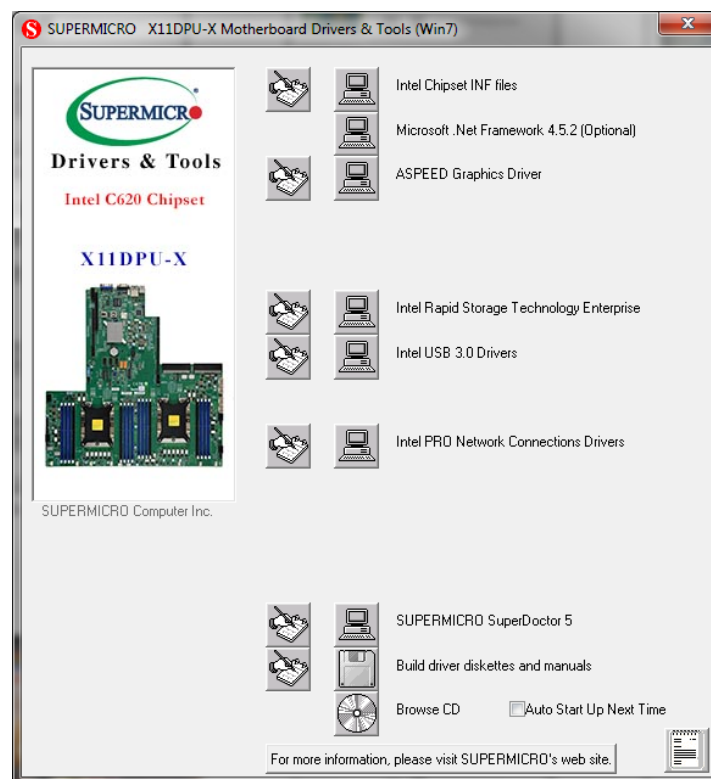 SUPERMICRO X11DPU-X Motherboard Drivers & Tools (Win7)
SUPERMICRO
Drivers & Tools
Intel C620 Chipset
X11DPU-X
SUPERMICRO Computer Inc.
Intel Chipset INF files
Microsoft .Net Framework 4.5.2 (Optional)
ASPEED Graphics Driver
Intel Rapid Storage Technology Enterprise
Intel USB 3.0 Drivers
Intel PRO Network Connections Drivers
SUPERMICRO SuperDoctor 5
Build driver diskettes and manuals
Browse CD Auto Start Up Next Time
For more information, please visit SUPERMICRO's web site.